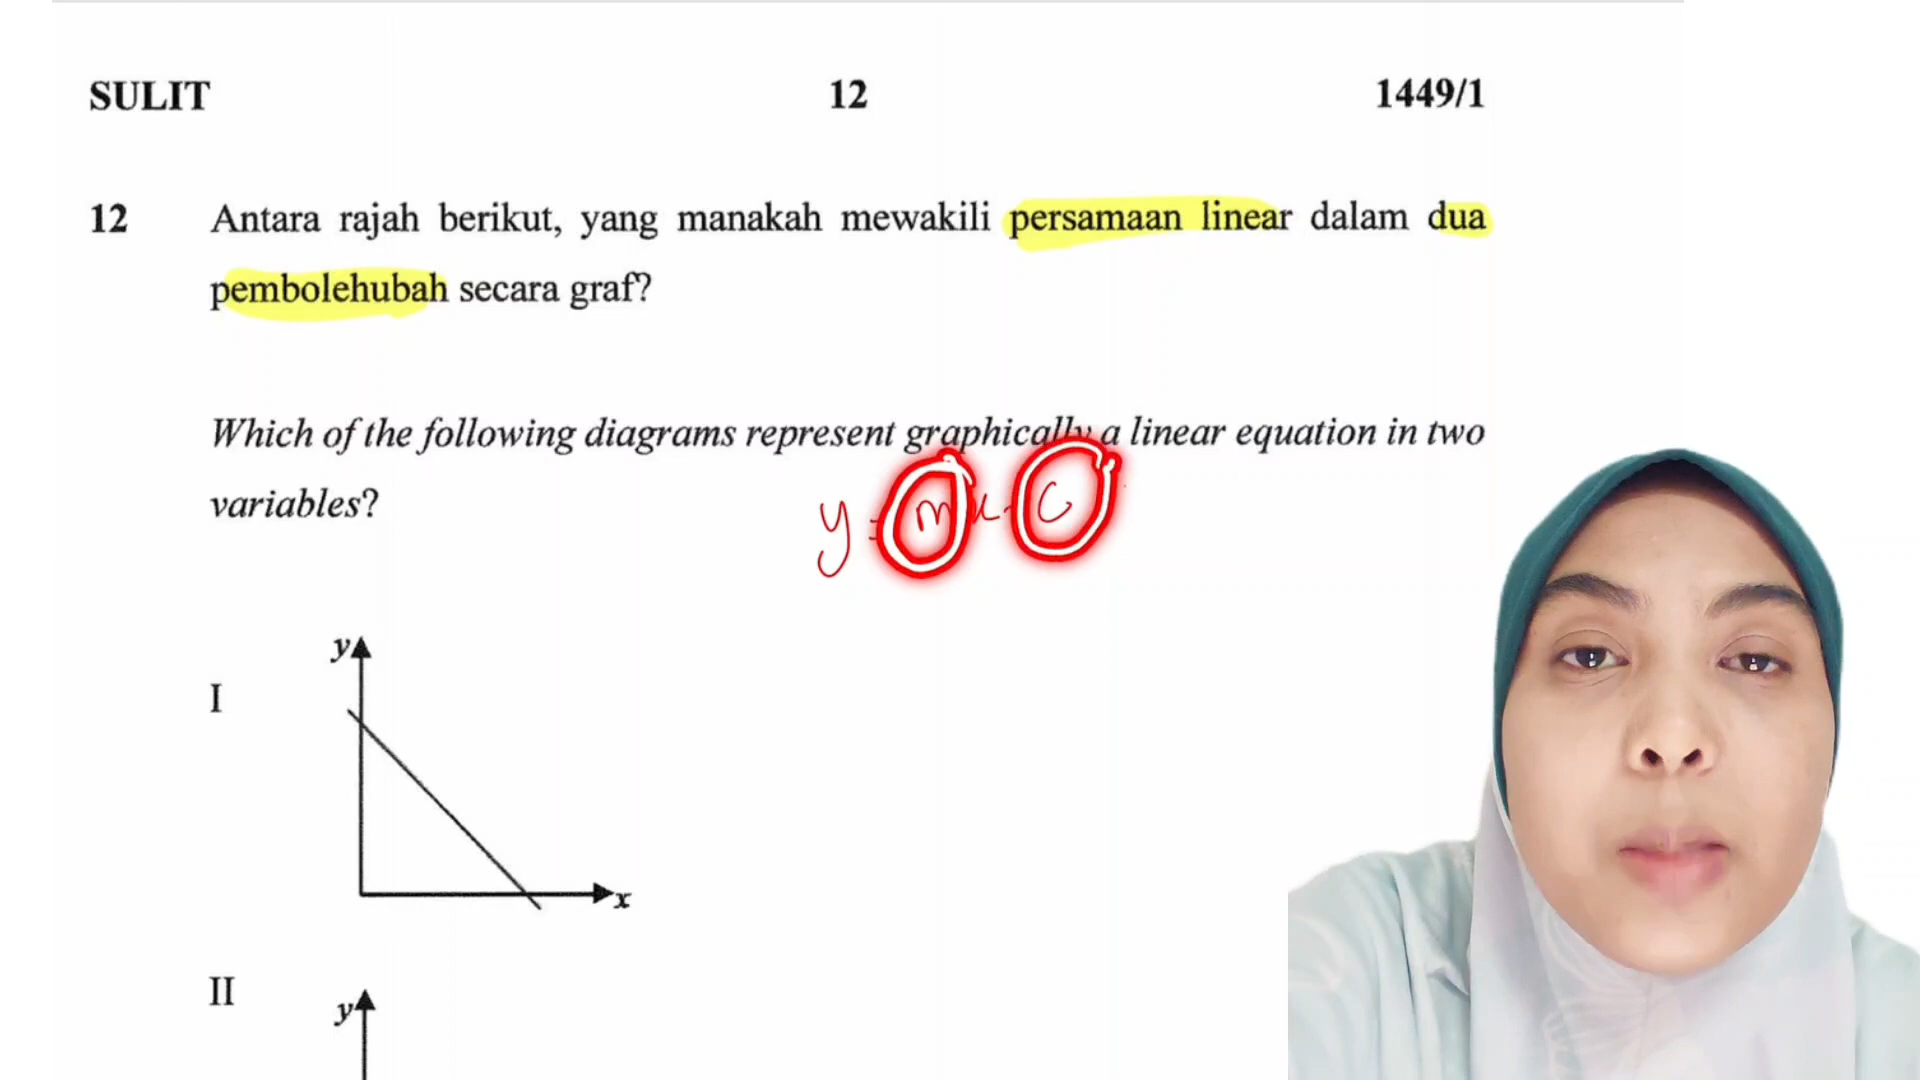 SULIT 12 1449/1
12 Antara rajah berikut, yang manakah mewakili persamaan linear dalam dua
pembolehubah secara graf?
Which of the following diagrams represent graphically a linear equation in two
variables?
y = mx + c
y
I
x
II
y